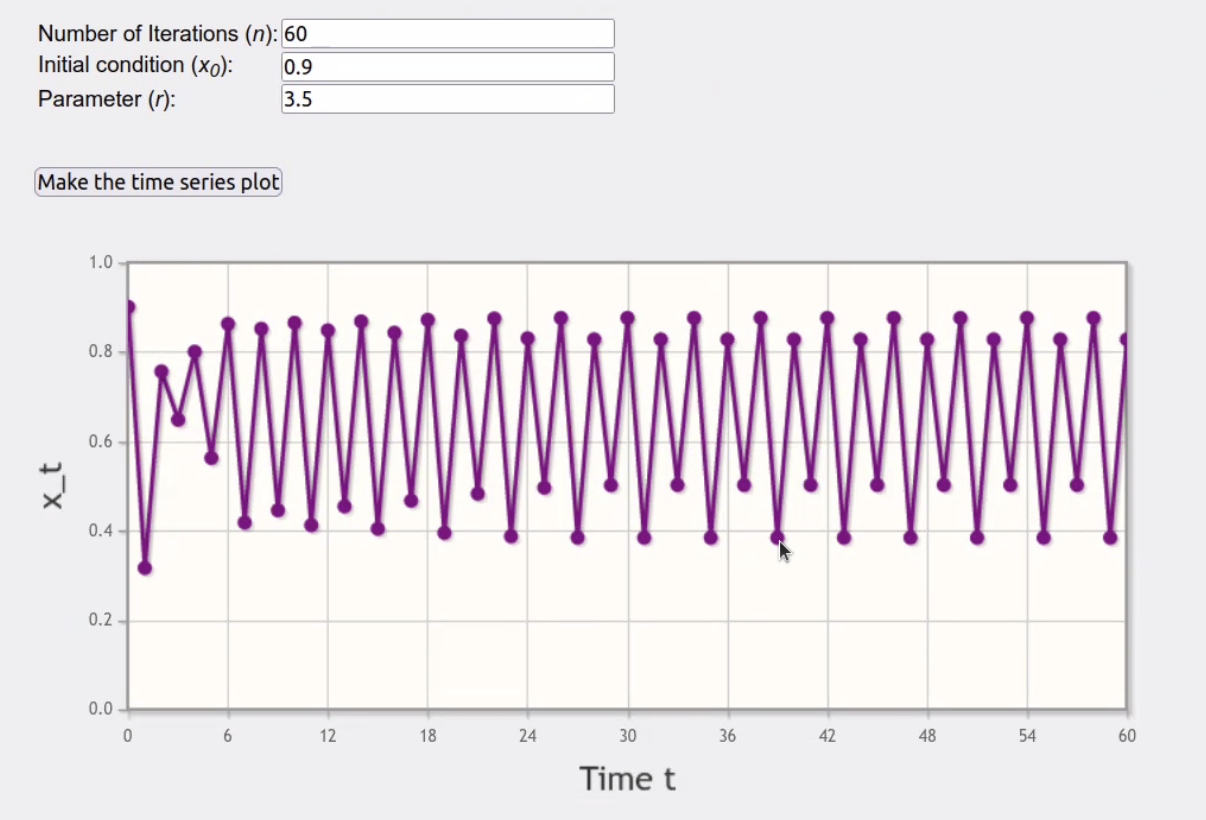 Number of Iterations (n): 60
Initial condition (x0): 0.9
Parameter (r): 3.5
Make the time series plot
1.0
0.8
0.6
0.4
0.2
0.0
x_t
0 6 12 18 24 30 36 42 48 54 60
Time t